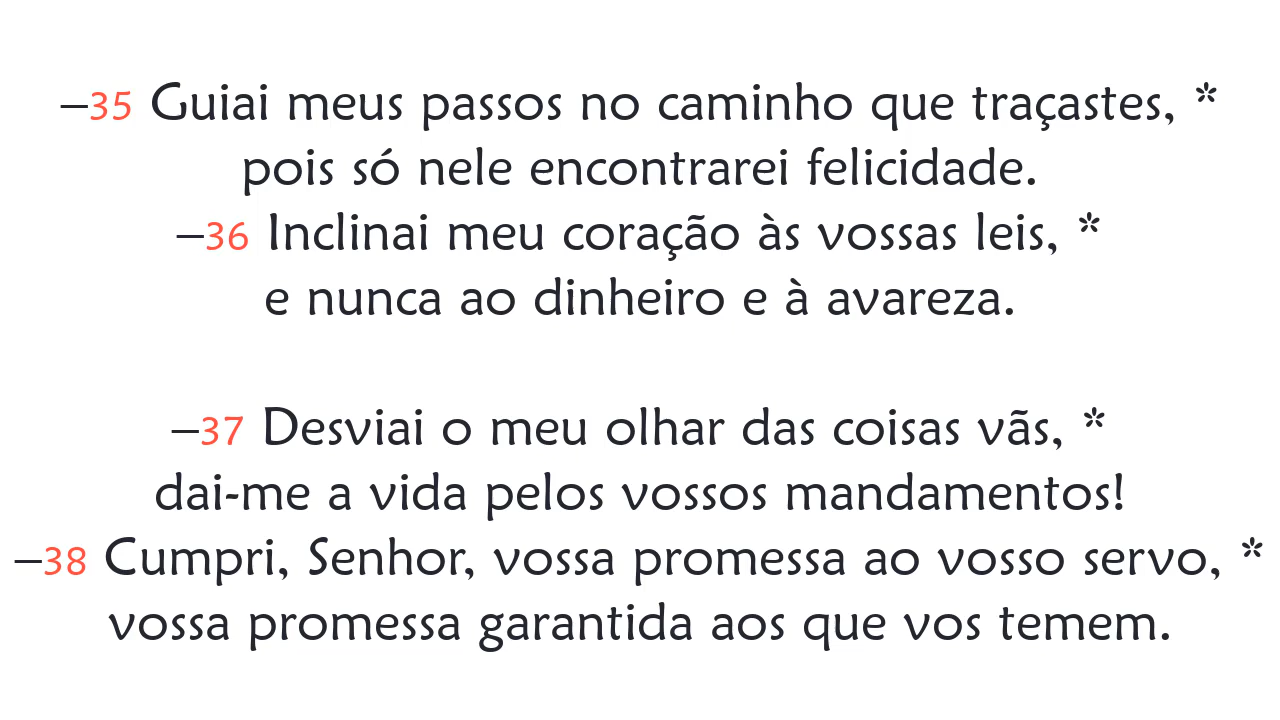 –35 Guiai meus passos no caminho que traçastes, *
pois só nele encontrarei felicidade.
–36 Inclinai meu coração às vossas leis, *
e nunca ao dinheiro e à avareza.
–37 Desviai o meu olhar das coisas vãs, *
dai-me a vida pelos vossos mandamentos!
–38 Cumpri, Senhor, vossa promessa ao vosso servo, *
vossa promessa garantida aos que vos temem.